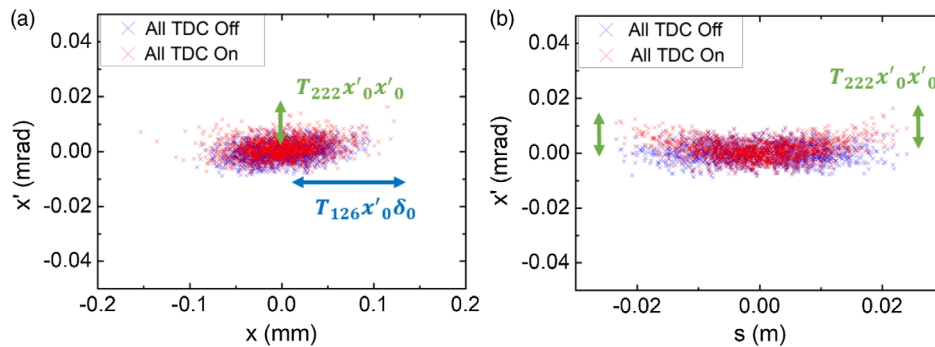 (a)
All TDC Off
All TDC On
T₂₂₂x'₀x'₀
T₁₂₆x'₀δ₀
0.04
0.02
0.00
-0.02
-0.04
x' (mrad)
-0.2 -0.1 0.0 0.1 0.2
x (mm)
(b)
All TDC Off
All TDC On
T₂₂₂x'₀x'₀
0.04
0.02
0.00
-0.02
-0.04
x' (mrad)
-0.02 0.00 0.02
s (m)